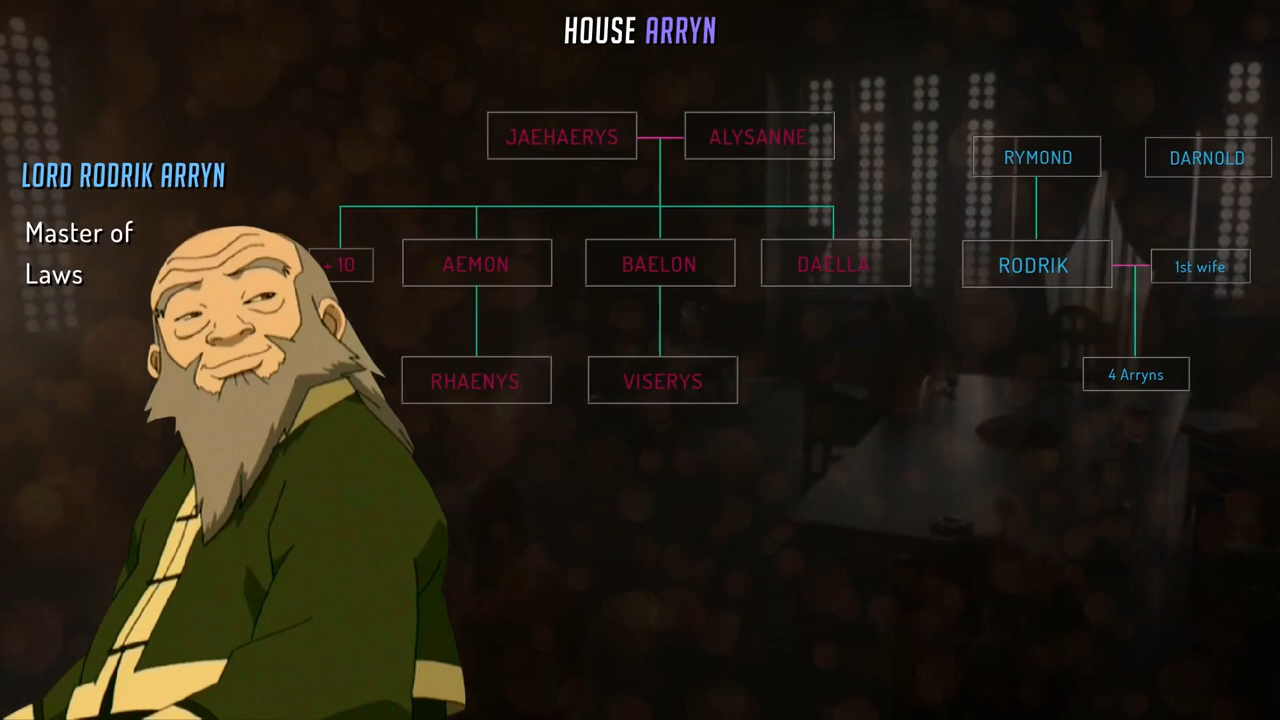 HOUSE ARRYN
LORD RODRIK ARRYN
Master of
Laws
JAEHAERYS
ALYSANNE
RYMOND
DARNOLD
+ 10
AEMON
BAELON
DAELLA
RODRIK
1st wife
RHAENYS
VISERYS
4 Arryns